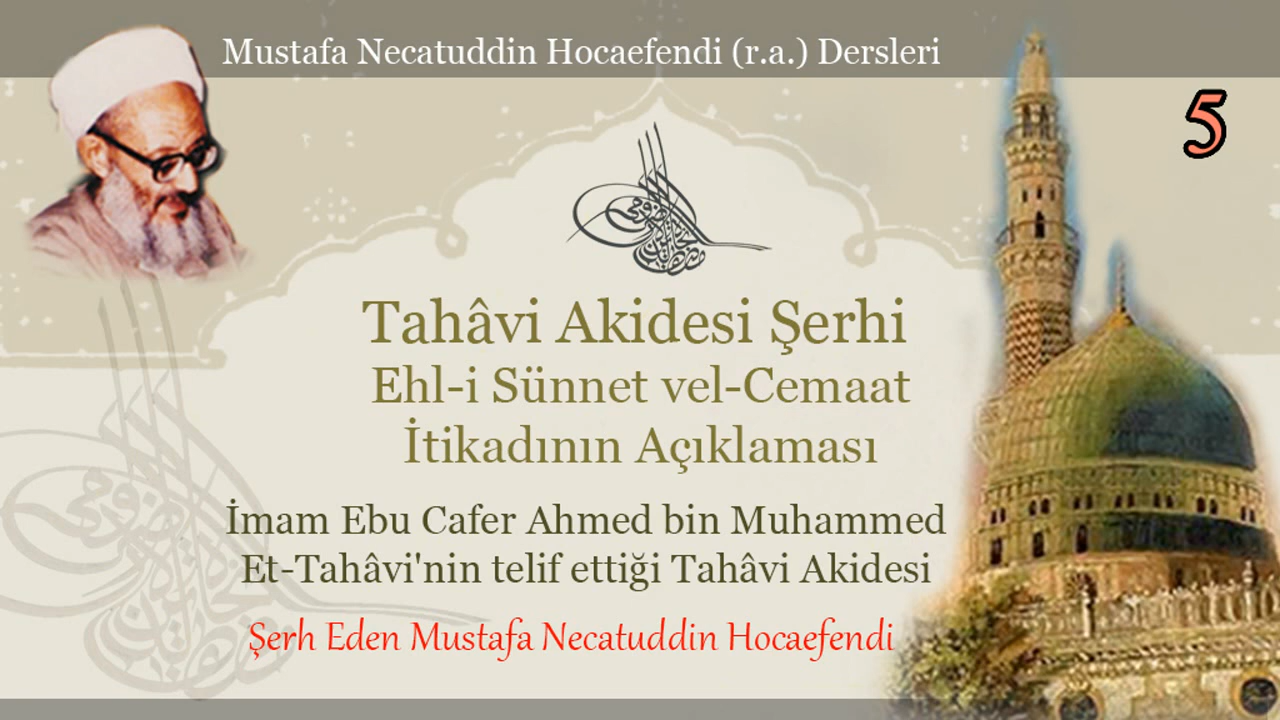 Mustafa Necatuddin Hocaefendi (r.a.) Dersleri
5
Tahâvi Akidesi Şerhi
Ehl-i Sünnet vel-Cemaat
İtikadının Açıklaması
İmam Ebu Cafer Ahmed bin Muhammed
Et-Tahâvi'nin telif ettiği Tahâvi Akidesi
Şerh Eden Mustafa Necatuddin Hocaefendi